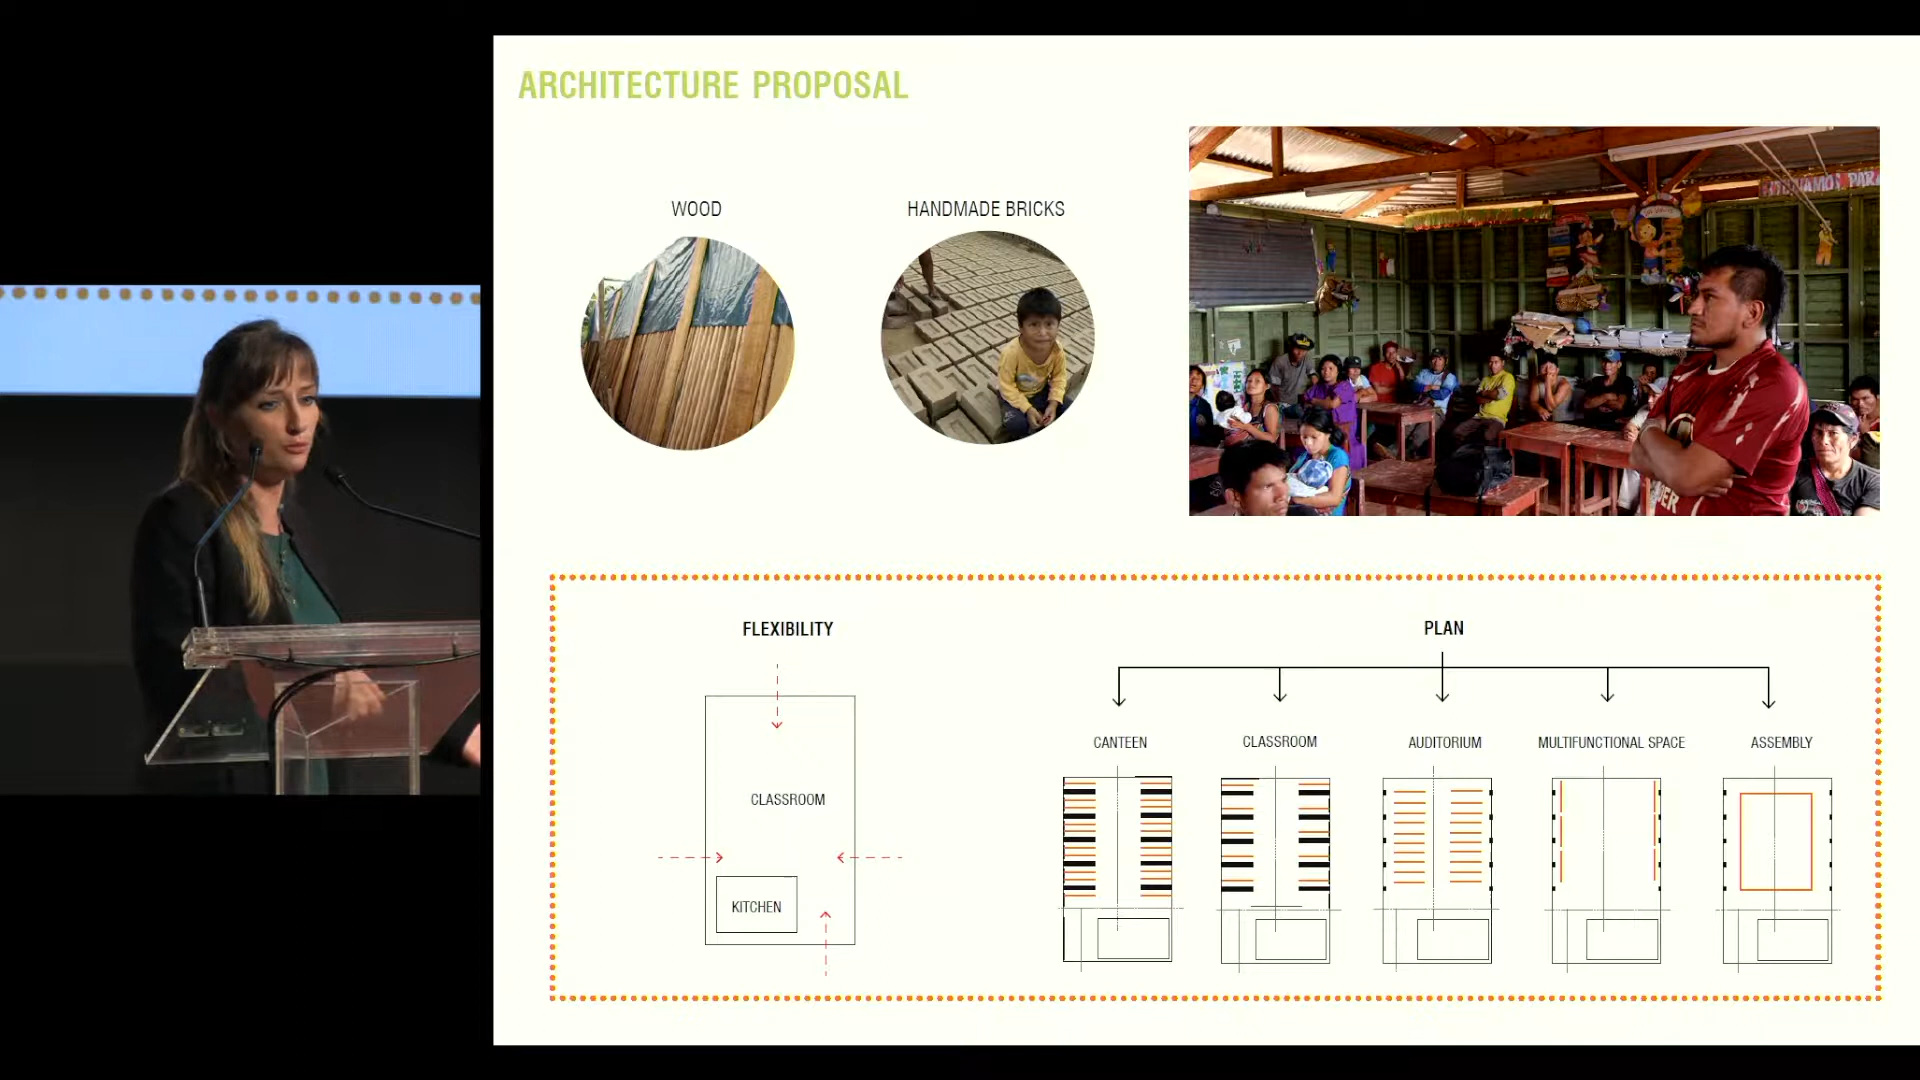 ARCHITECTURE PROPOSAL
WOOD
HANDMADE BRICKS
FLEXIBILITY
CLASSROOM
KITCHEN
PLAN
CANTEEN
CLASSROOM
AUDITORIUM
MULTIFUNCTIONAL SPACE
ASSEMBLY